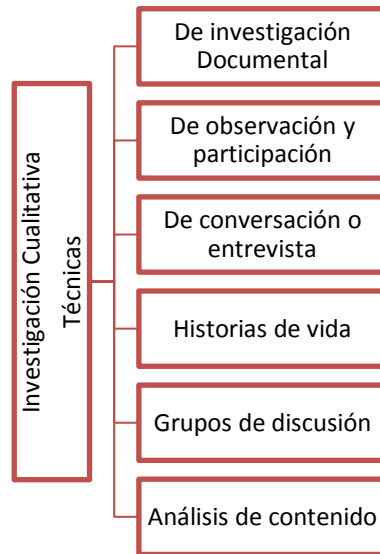 Investigación Cualitativa
Técnicas
De investigación
Documental
De observación y
participación
De conversación o
entrevista
Historias de vida
Grupos de discusión
Análisis de contenido